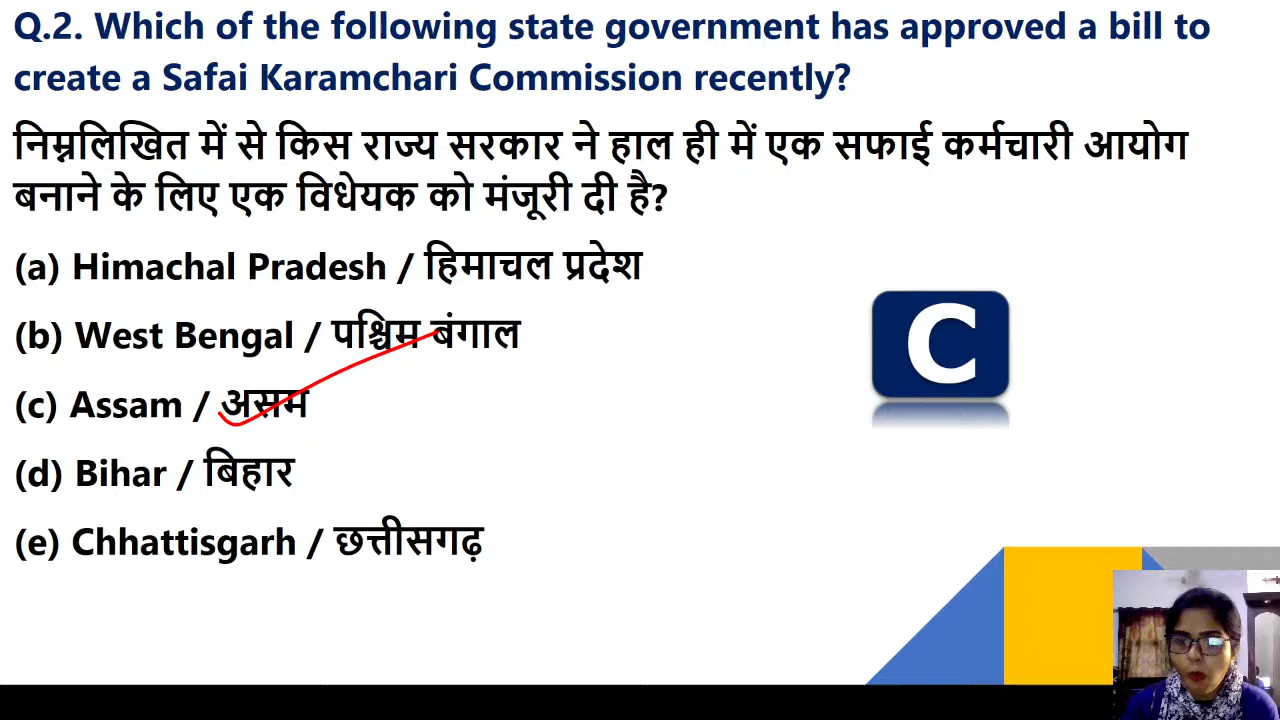 Q.2. Which of the following state government has approved a bill to
create a Safai Karamchari Commission recently?
निम्नलिखित में से किस राज्य सरकार ने हाल ही में एक सफाई कर्मचारी आयोग
बनाने के लिए एक विधेयक को मंजूरी दी है?
(a) Himachal Pradesh / हिमाचल प्रदेश
(b) West Bengal / पश्चिम बंगाल
(c) Assam / असम
(d) Bihar / बिहार
(e) Chhattisgarh / छत्तीसगढ़
C